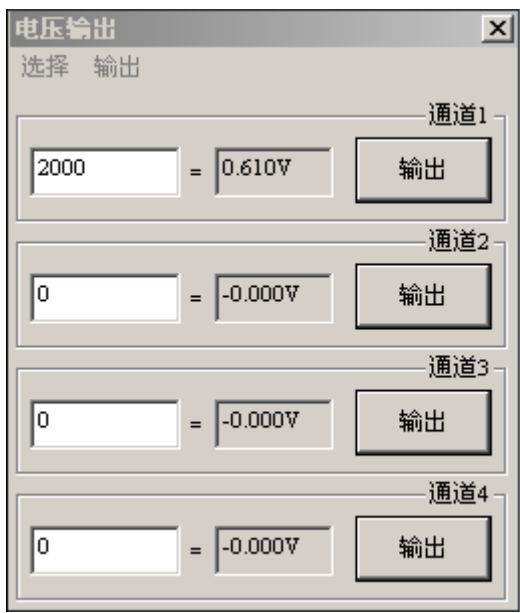 电压输出
选择 输出
通道1
2000 = 0.610V 输出
通道2
0 = -0.000V 输出
通道3
0 = -0.000V 输出
通道4
0 = -0.000V 输出